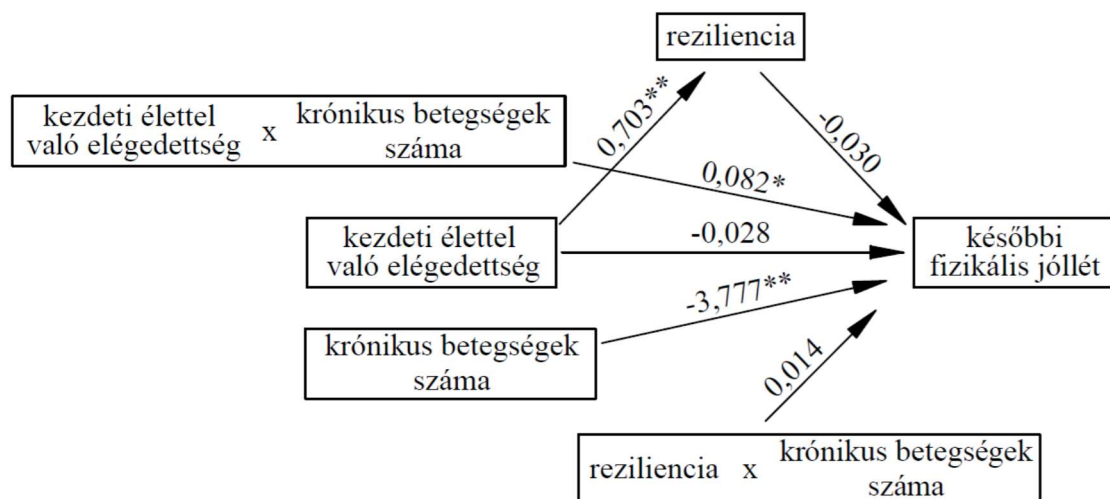 reziliencia
kezdeti élettel
való elégedettség x krónikus betegségek
száma
0,703**
-0,030
0,082*
kezdeti élettel
való elégedettség
-0,028
későbbi
fizikális jóllét
-3,777**
krónikus betegségek
száma
0,014
reziliencia x krónikus betegségek
száma